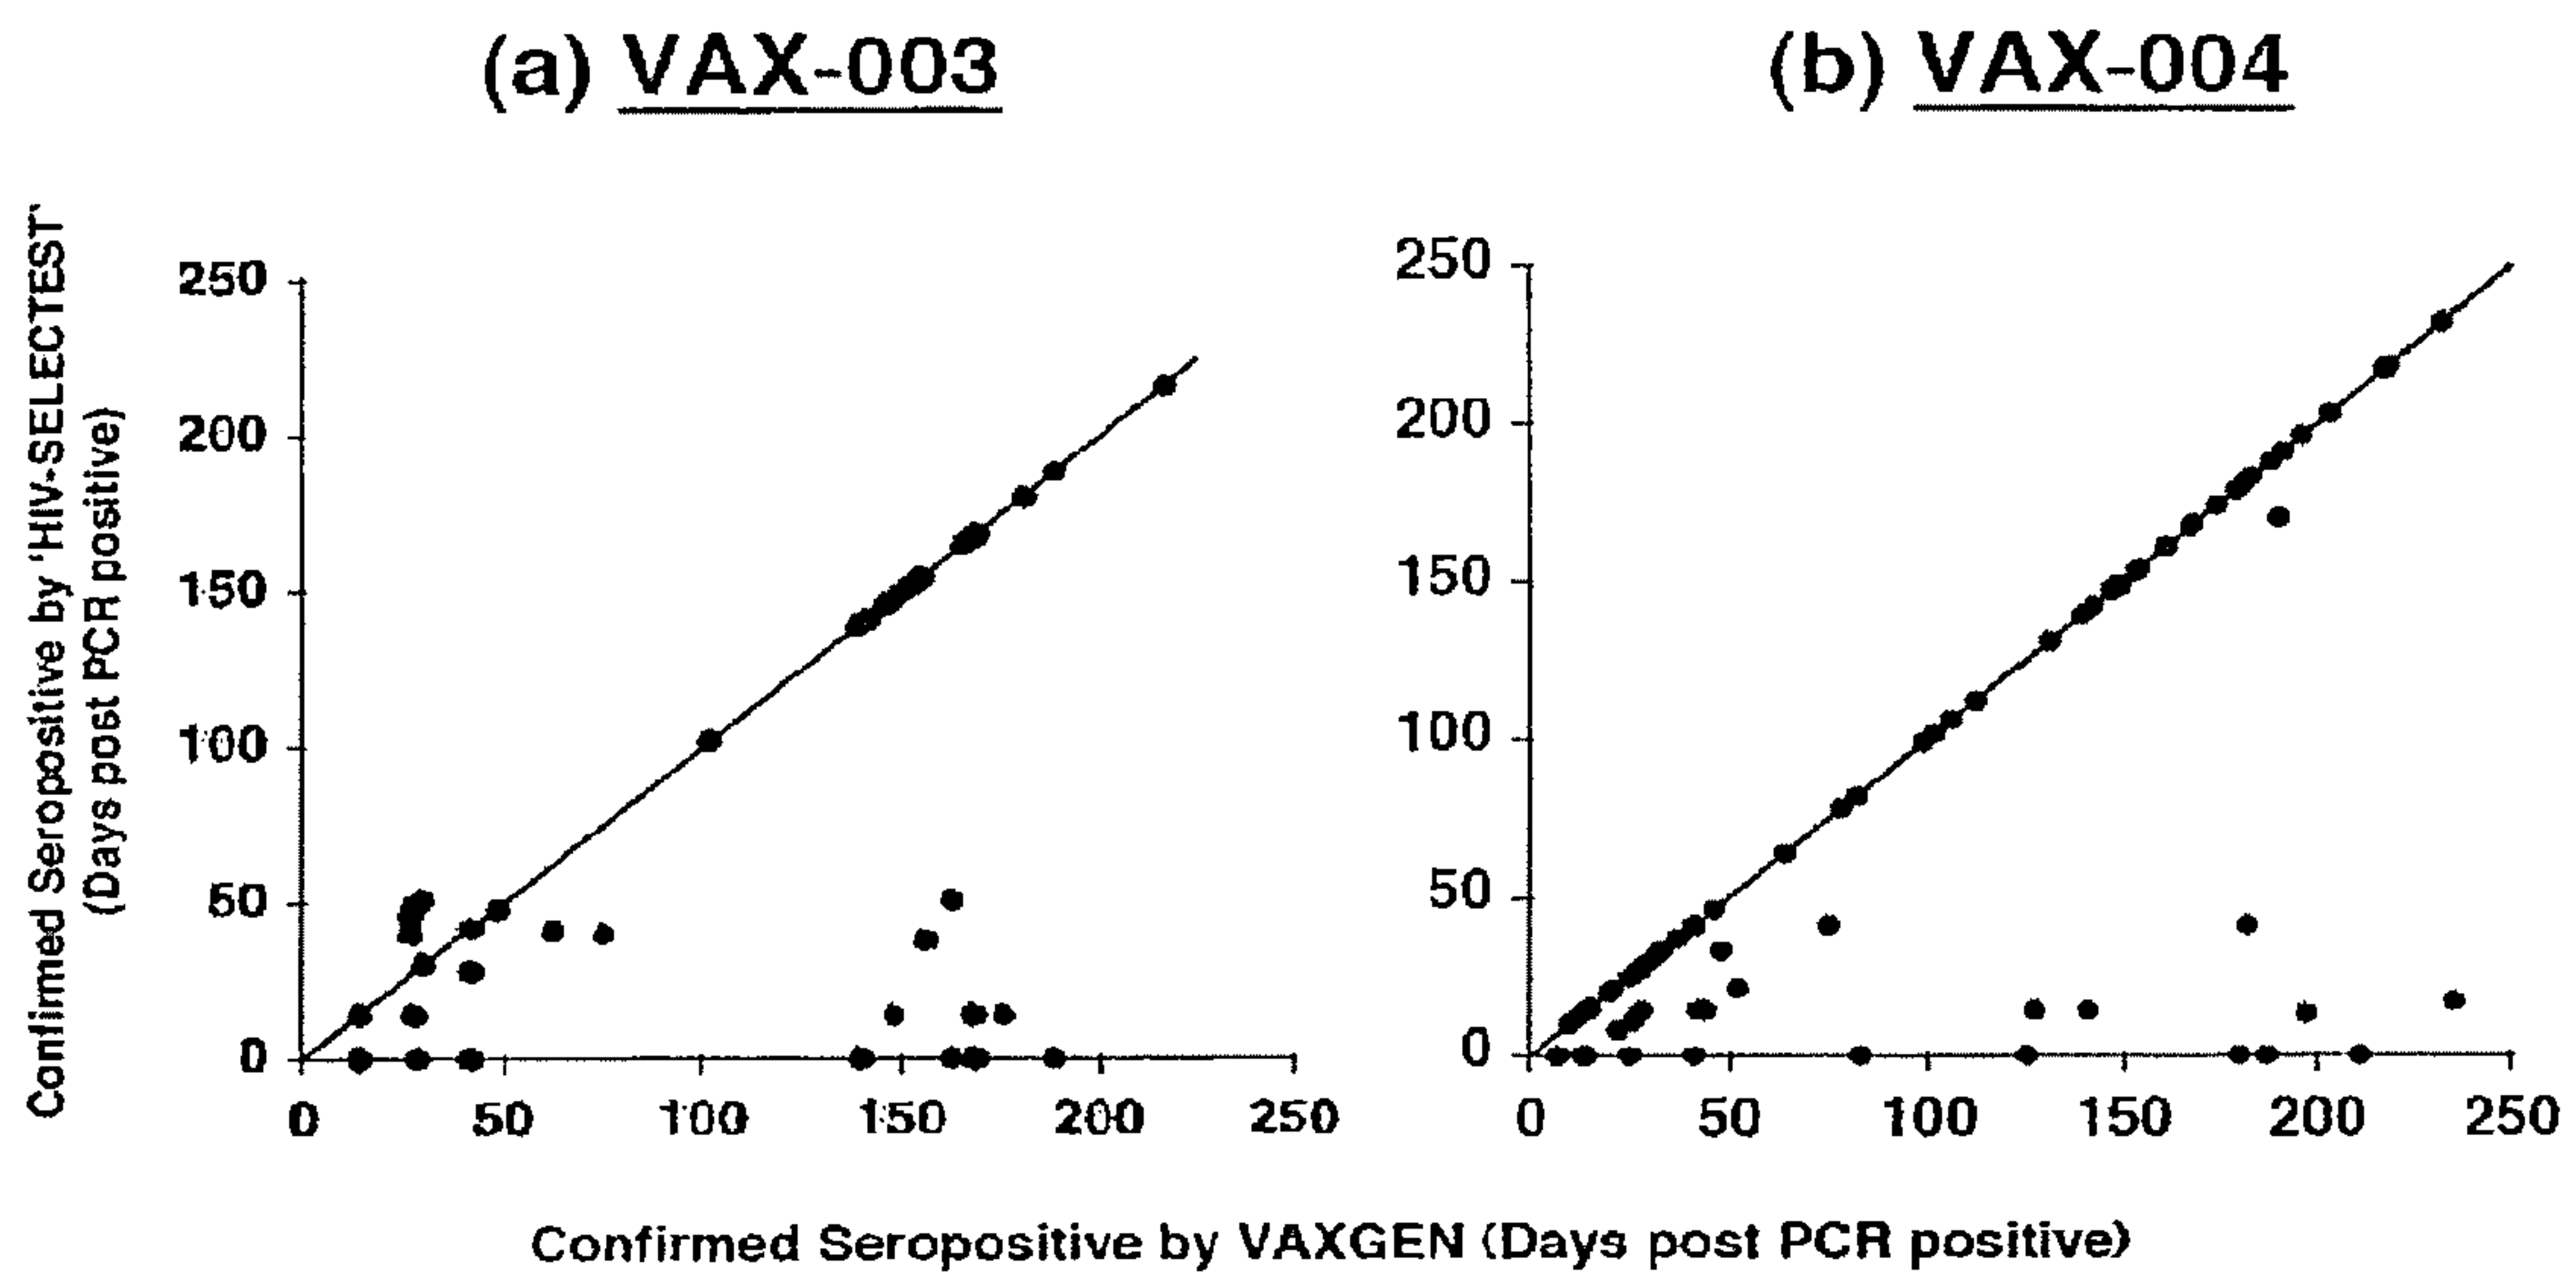 (a) VAX-003
(b) VAX-004
Confirmed Seropositive by 'HIV-SELECTEST'
(Days post PCR positive)
250
200
150
100
50
0
0 50 100 150 200 250
250
200
150
100
50
0
0 50 100 150 200 250
Confirmed Seropositive by VAXGEN (Days post PCR positive)